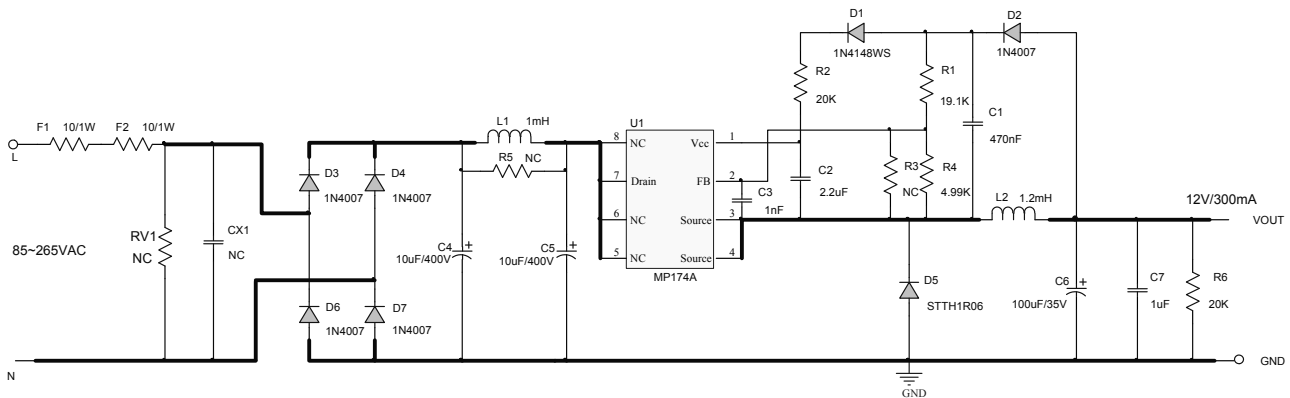 D1
D2
1N4148WS
1N4007
R2
20K
R1
19.1K
C1
470nF
F1
10/1W
F2
10/1W
L
L1
1mH
R5
NC
U1
8
NC
Vcc
1
7
Drain
FB
2
6
NC
Source
3
5
NC
Source
4
MP174A
C2
2.2uF
C3
1nF
R3
NC
R4
4.99K
L2
1.2mH
12V/300mA
VOUT
D3
1N4007
D4
1N4007
85~265VAC
RV1
NC
CX1
NC
C4
10uF/400V
+
C5
10uF/400V
+
D5
STTH1R06
C6
100uF/35V
+
C7
1uF
R6
20K
D6
1N4007
D7
1N4007
N
GND
GND